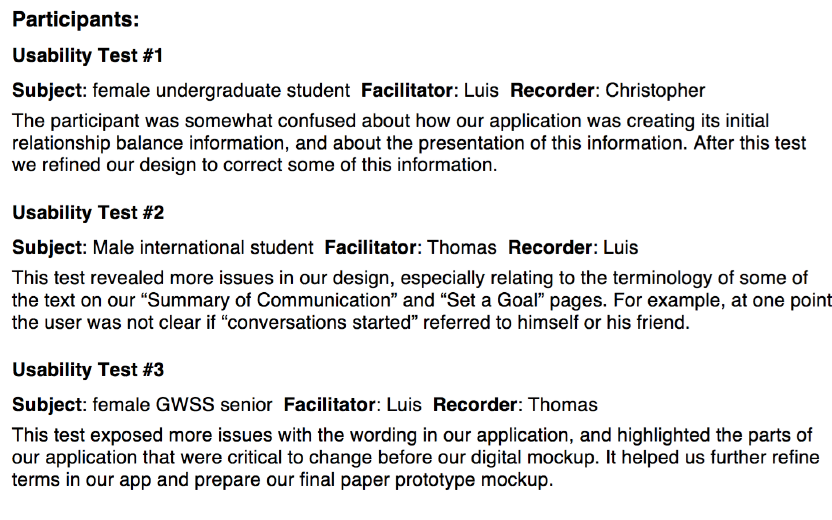 Participants:
Usability Test #1
Subject: female undergraduate student  Facilitator: Luis  Recorder: Christopher
The participant was somewhat confused about how our application was creating its initial
relationship balance information, and about the presentation of this information. After this test
we refined our design to correct some of this information.
Usability Test #2
Subject: Male international student  Facilitator: Thomas  Recorder: Luis
This test revealed more issues in our design, especially relating to the terminology of some of
the text on our “Summary of Communication” and “Set a Goal” pages. For example, at one point
the user was not clear if “conversations started” referred to himself or his friend.
Usability Test #3
Subject: female GWSS senior  Facilitator: Luis  Recorder: Thomas
This test exposed more issues with the wording in our application, and highlighted the parts of
our application that were critical to change before our digital mockup. It helped us further refine
terms in our app and prepare our final paper prototype mockup.